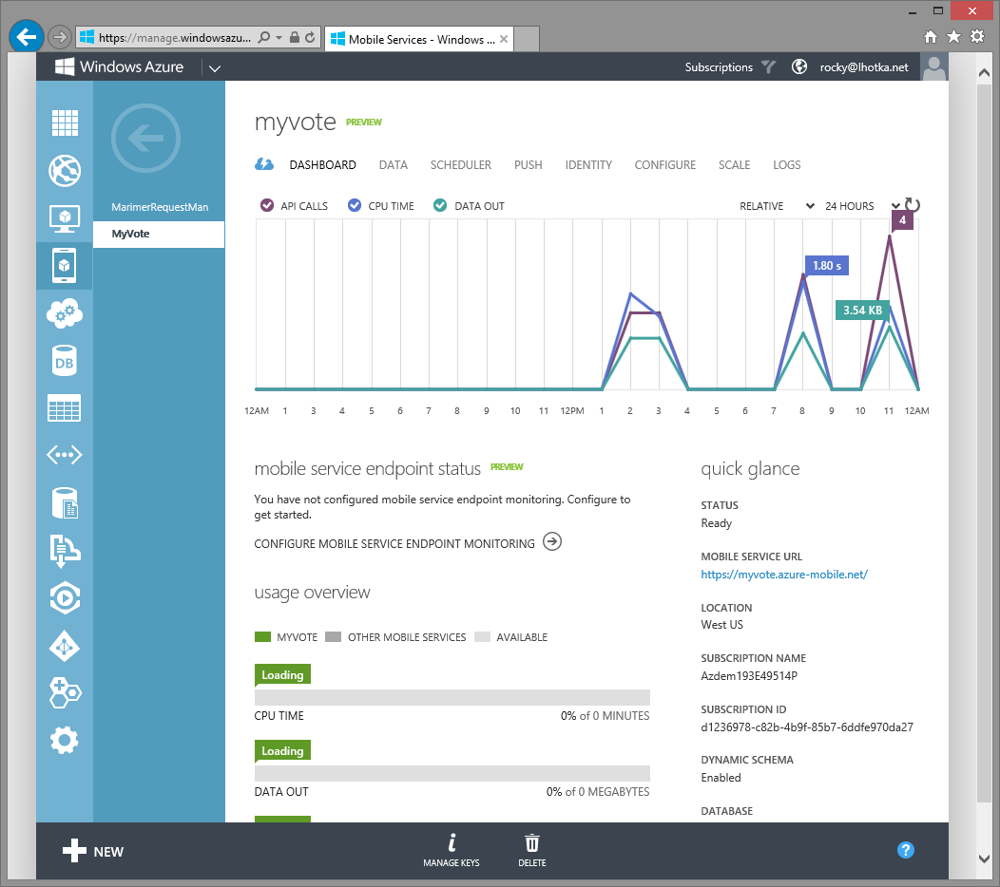 https://manage.windowsazu...
Mobile Services - Windows ...
Windows Azure
Subscriptions
rocky@lhotka.net
MarimerRequestMan
MyVote
myvote PREVIEW
DASHBOARD DATA SCHEDULER PUSH IDENTITY CONFIGURE SCALE LOGS
API CALLS CPU TIME DATA OUT RELATIVE 24 HOURS
4
1.80 s
3.54 KB
12AM 1 2 3 4 5 6 7 8 9 10 11 12PM 1 2 3 4 5 6 7 8 9 10 11 12AM
mobile service endpoint status PREVIEW
You have not configured mobile service endpoint monitoring. Configure to
get started.
CONFIGURE MOBILE SERVICE ENDPOINT MONITORING
usage overview
MYVOTE OTHER MOBILE SERVICES AVAILABLE
Loading
CPU TIME 0% of 0 MINUTES
Loading
DATA OUT 0% of 0 MEGABYTES
quick glance
STATUS
Ready
MOBILE SERVICE URL
https://myvote.azure-mobile.net/
LOCATION
West US
SUBSCRIPTION NAME
Azdem193E49514P
SUBSCRIPTION ID
d1236978-c82b-4b9f-85b7-6ddfe970da27
DYNAMIC SCHEMA
Enabled
DATABASE
DB
NEW
MANAGE KEYS
DELETE
?